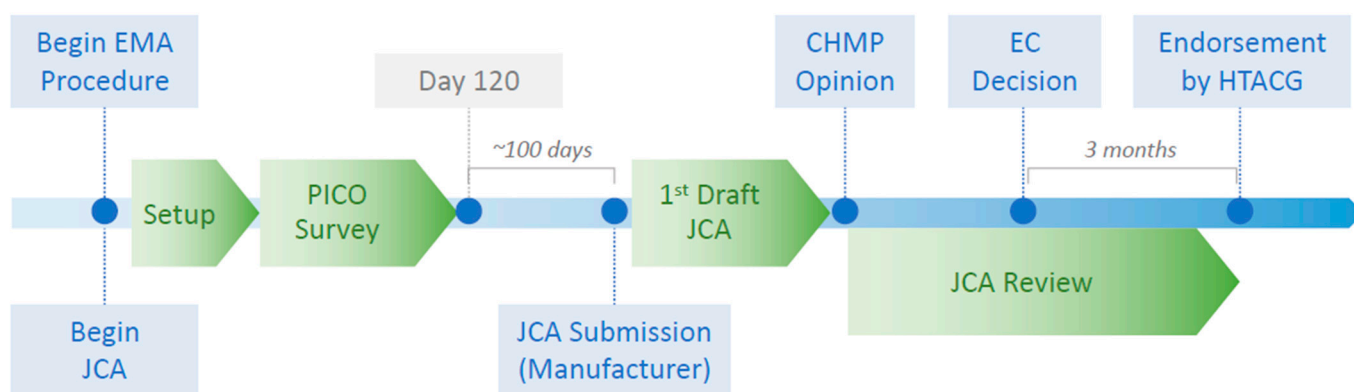 Begin EMA
Procedure
Day 120
CHMP
Opinion
EC
Decision
Endorsement
by HTACG
~100 days
3 months
Setup
PICO
Survey
1st Draft
JCA
JCA Review
Begin
JCA
JCA Submission
(Manufacturer)